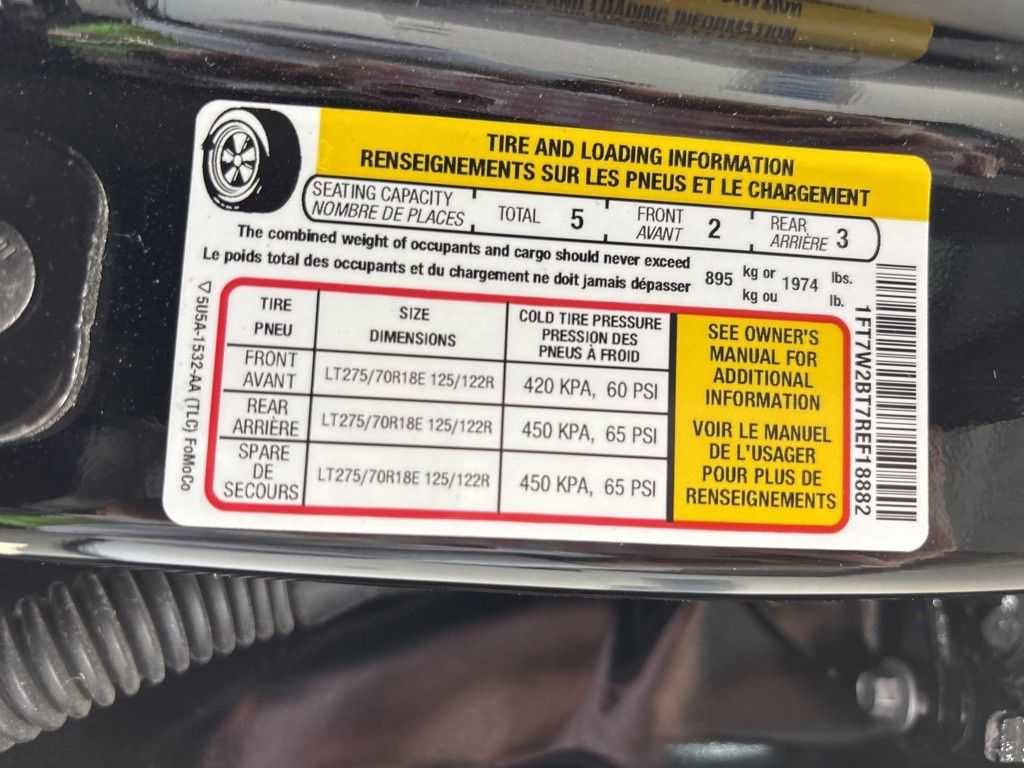 TIRE AND LOADING INFORMATION
RENSEIGNEMENTS SUR LES PNEUS ET LE CHARGEMENT
SEATING CAPACITY
NOMBRE DE PLACES
TOTAL 5
FRONT
AVANT 2
REAR
ARRIÈRE 3
The combined weight of occupants and cargo should never exceed
Le poids total des occupants et du chargement ne doit jamais dépasser
895 kg or 1974 lbs.
kg ou lb.
TIRE
PNEU
SIZE
DIMENSIONS
COLD TIRE PRESSURE
PRESSION DES
PNEUS À FROID
FRONT
AVANT
LT275/70R18E 125/122R
420 KPA, 60 PSI
REAR
ARRIÈRE
LT275/70R18E 125/122R
450 KPA, 65 PSI
SPARE
DE
SECOURS
LT275/70R18E 125/122R
450 KPA, 65 PSI
SEE OWNER'S
MANUAL FOR
ADDITIONAL
INFORMATION
VOIR LE MANUEL
DE L'USAGER
POUR PLUS DE
RENSEIGNEMENTS
▽5U5A-1532-AA (TLC) FoMoCo
1FT7W2BT7REF18882
AND LOADING INFORMATION